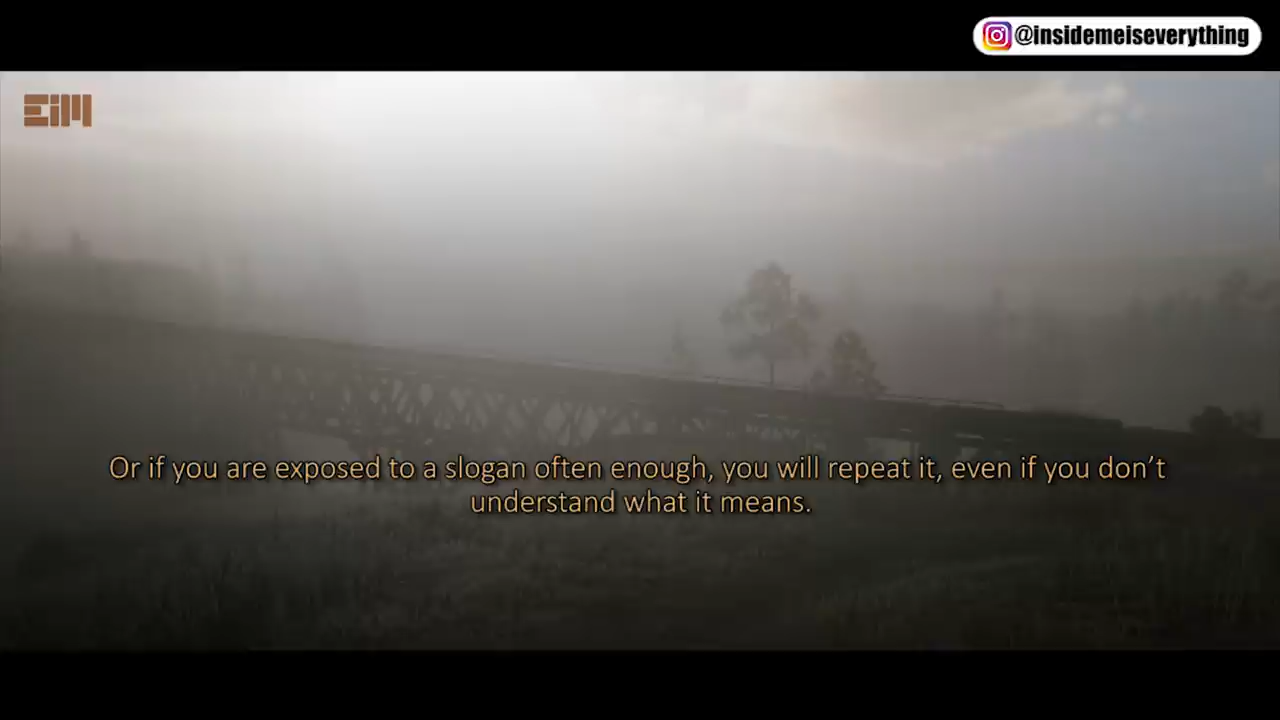 @insidemeiseverything
EiM
Or if you are exposed to a slogan often enough, you will repeat it, even if you don’t
understand what it means.